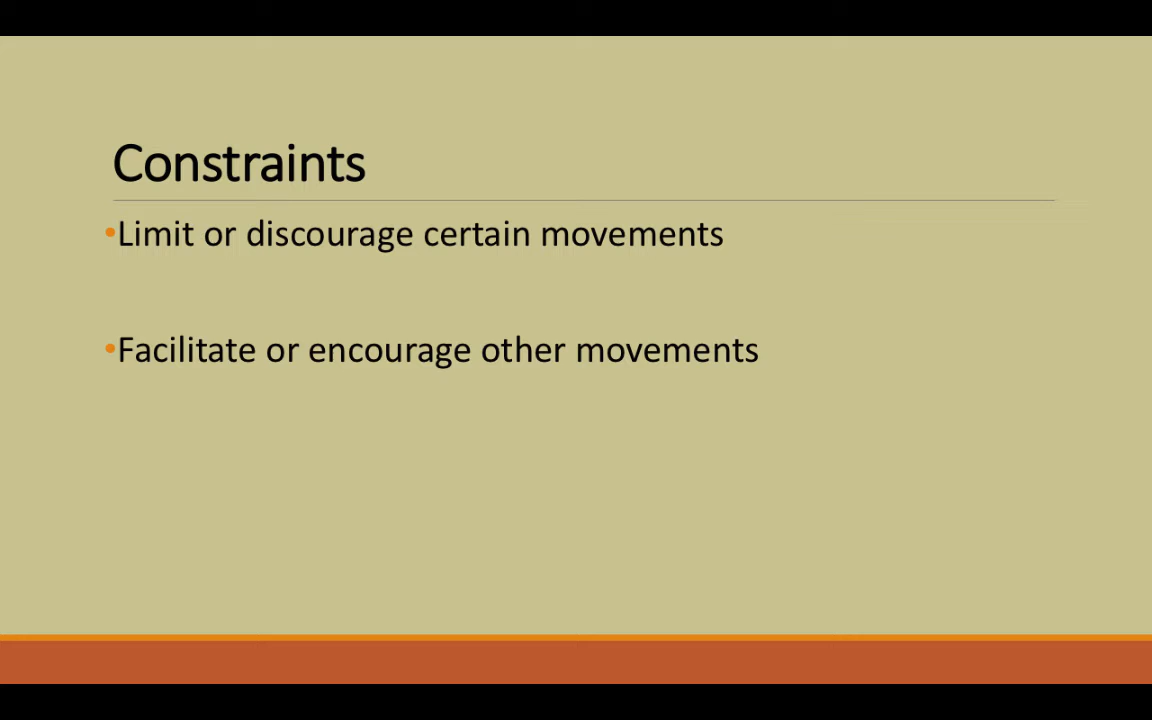 Constraints
•Limit or discourage certain movements
•Facilitate or encourage other movements